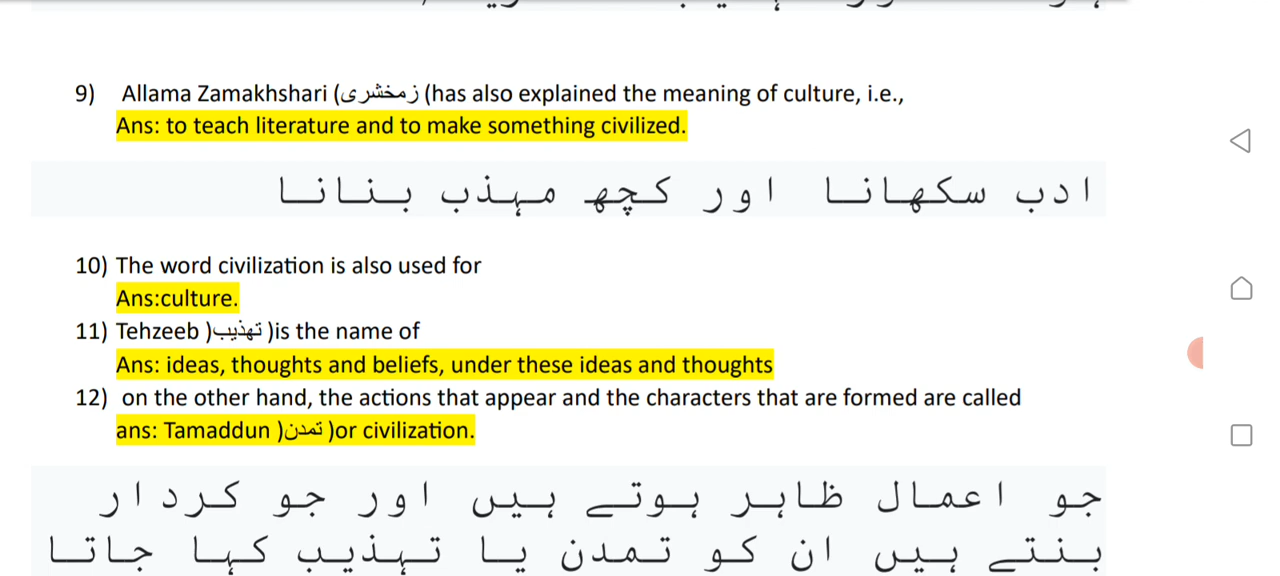 9) Allama Zamakhshari (زمخشری (has also explained the meaning of culture, i.e.,
Ans: to teach literature and to make something civilized.
ادب سکھانا اور کچھ مہذب بنانا
10) The word civilization is also used for
Ans:culture.
11) Tehzeeb )تھذیب )is the name of
Ans: ideas, thoughts and beliefs, under these ideas and thoughts
12) on the other hand, the actions that appear and the characters that are formed are called
ans: Tamaddun )تمدن )or civilization.
جو اعمال ظاہر ہوتے ہیں اور جو کردار
بنتے ہیں ان کو تمدن یا تہذیب کہا جاتا